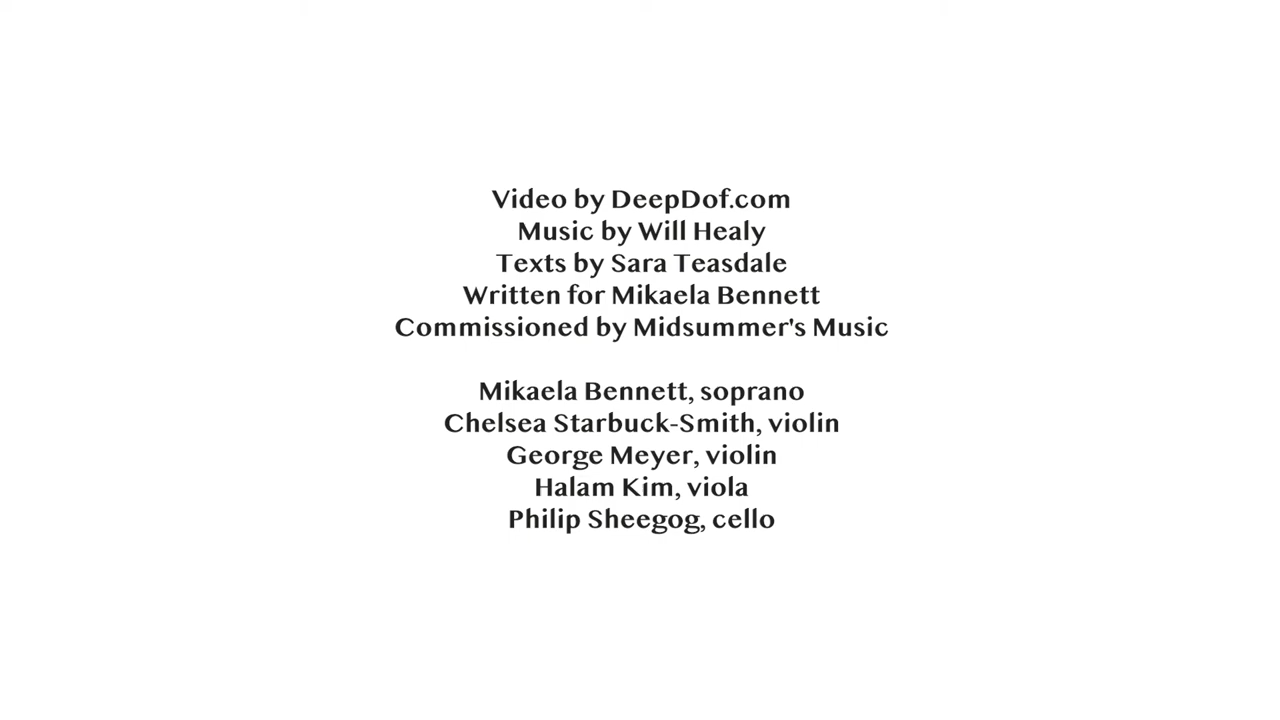 Video by DeepDof.com
Music by Will Healy
Texts by Sara Teasdale
Written for Mikaela Bennett
Commissioned by Midsummer's Music
Mikaela Bennett, soprano
Chelsea Starbuck-Smith, violin
George Meyer, violin
Halam Kim, viola
Philip Sheegog, cello